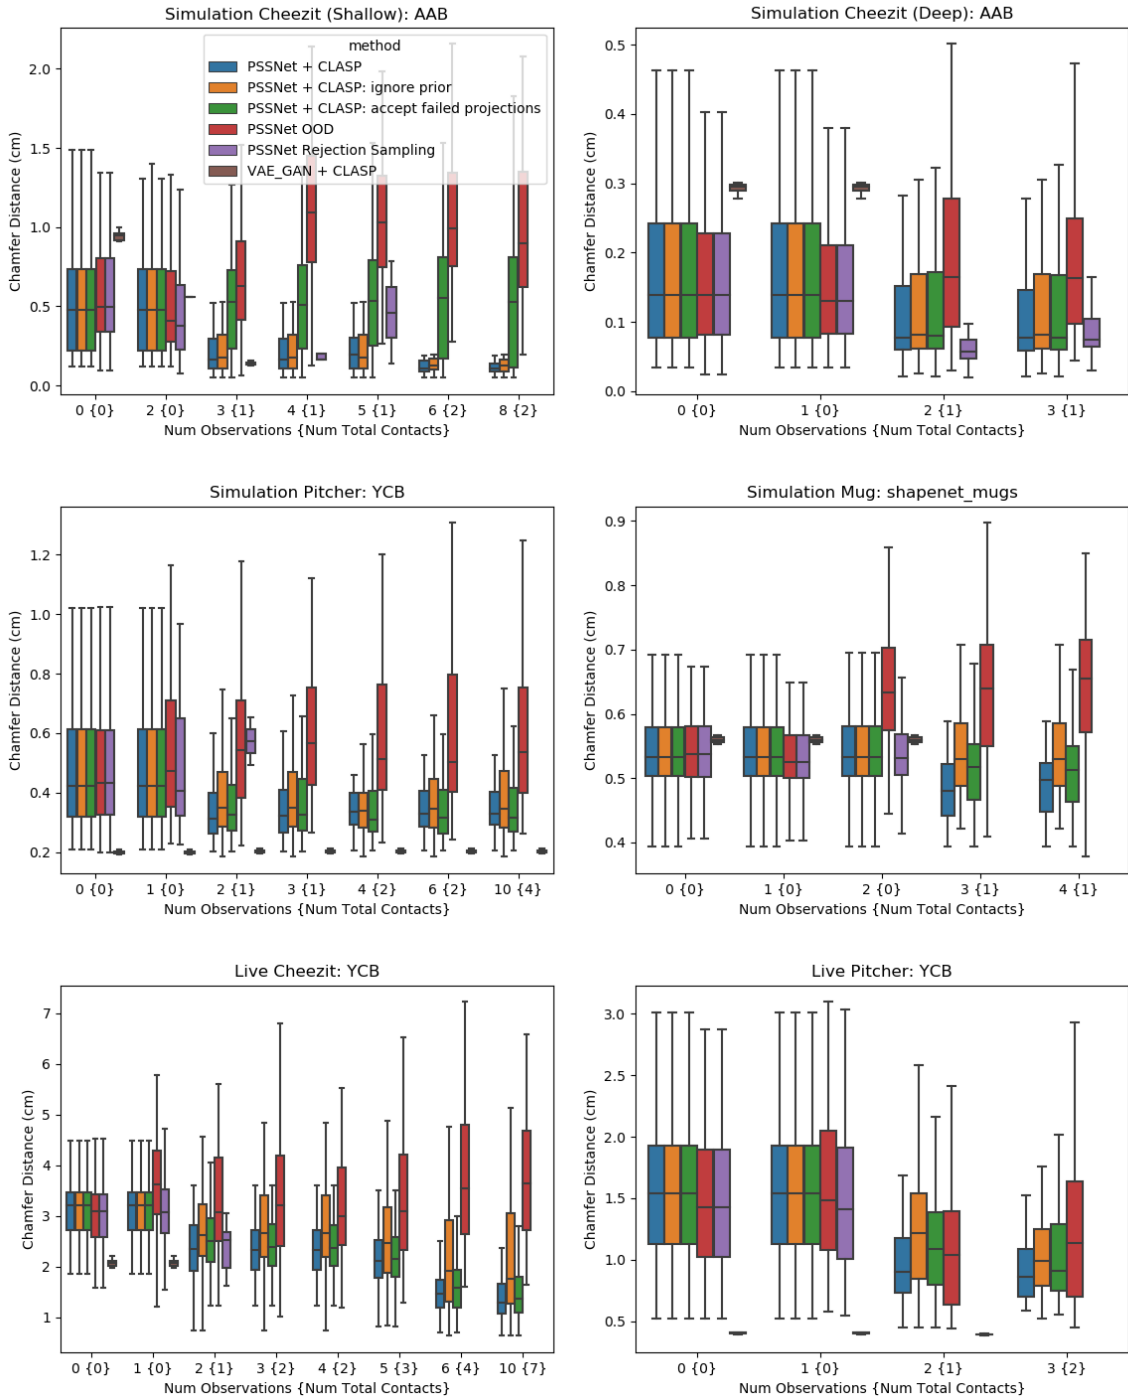 Simulation Cheezit (Shallow): AAB
Chamfer Distance (cm)
2.0
1.5
1.0
0.5
0.0
method
PSSNet + CLASP
PSSNet + CLASP: ignore prior
PSSNet + CLASP: accept failed projections
PSSNet OOD
PSSNet Rejection Sampling
VAE_GAN + CLASP
0 {0} 2 {0} 3 {1} 4 {1} 5 {1} 6 {2} 8 {2}
Num Observations {Num Total Contacts}
Simulation Cheezit (Deep): AAB
Chamfer Distance (cm)
0.5
0.4
0.3
0.2
0.1
0.0
0 {0} 1 {0} 2 {1} 3 {1}
Num Observations {Num Total Contacts}
Simulation Pitcher: YCB
Chamfer Distance (cm)
1.2
1.0
0.8
0.6
0.4
0.2
0 {0} 1 {0} 2 {1} 3 {1} 4 {2} 6 {2} 10 {4}
Num Observations {Num Total Contacts}
Simulation Mug: shapenet_mugs
Chamfer Distance (cm)
0.9
0.8
0.7
0.6
0.5
0.4
0 {0} 1 {0} 2 {0} 3 {1} 4 {1}
Num Observations {Num Total Contacts}
Live Cheezit: YCB
Chamfer Distance (cm)
7
6
5
4
3
2
1
0 {0} 1 {0} 2 {1} 3 {2} 4 {2} 5 {3} 6 {4} 10 {7}
Num Observations {Num Total Contacts}
Live Pitcher: YCB
Chamfer Distance (cm)
3.0
2.5
2.0
1.5
1.0
0.5
0 {0} 1 {0} 2 {1} 3 {2}
Num Observations {Num Total Contacts}